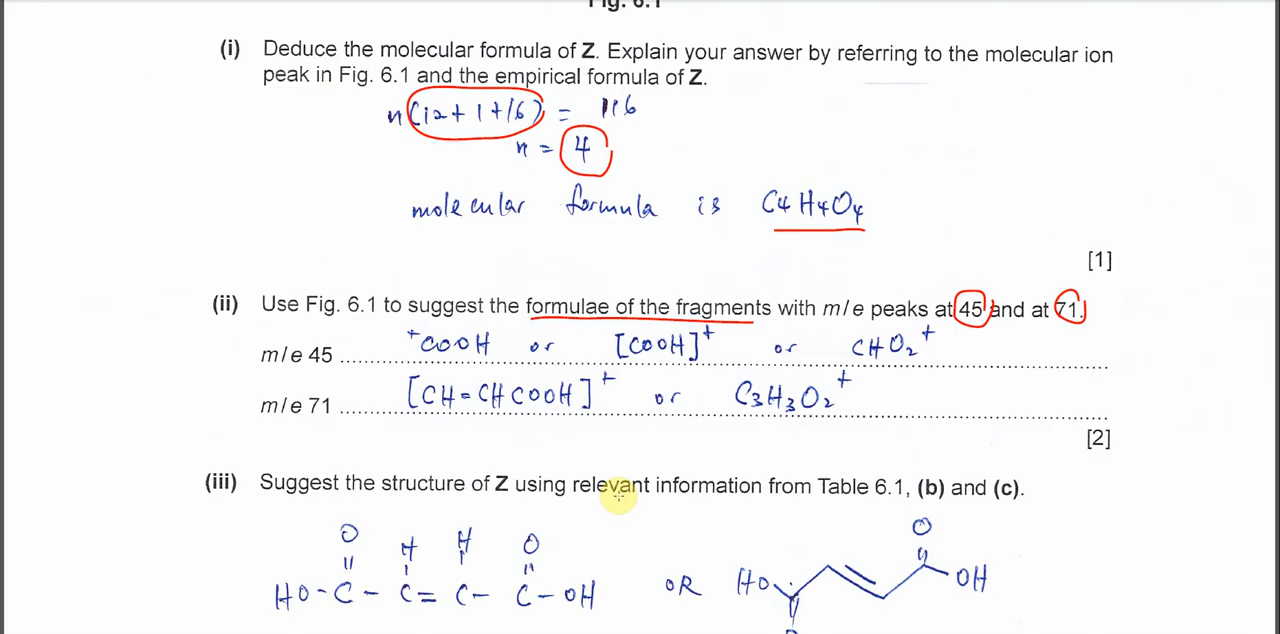 Fig. 6.1
(i) Deduce the molecular formula of Z. Explain your answer by referring to the molecular ion
peak in Fig. 6.1 and the empirical formula of Z.
n(12+1+16) = 116
n = 4
molecular formula is C4H4O4
[1]
(ii) Use Fig. 6.1 to suggest the formulae of the fragments with m/e peaks at 45 and at 71.
m/e 45 ⁺COOH or [COOH]⁺ or CHO₂⁺
m/e 71 [CH=CHCOOH]⁺ or C₃H₃O₂⁺
[2]
(iii) Suggest the structure of Z using relevant information from Table 6.1, (b) and (c).
O H H O O
HO-C-C=C-C-OH OR HO OH